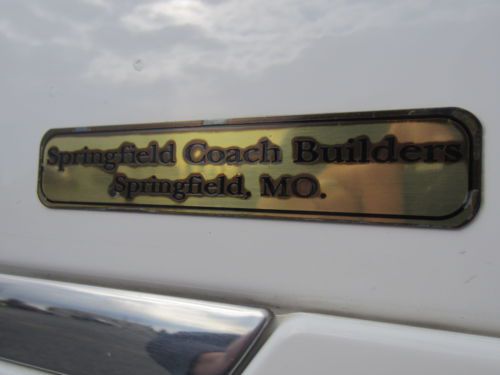 Springfield Coach Builders
Springfield, MO.